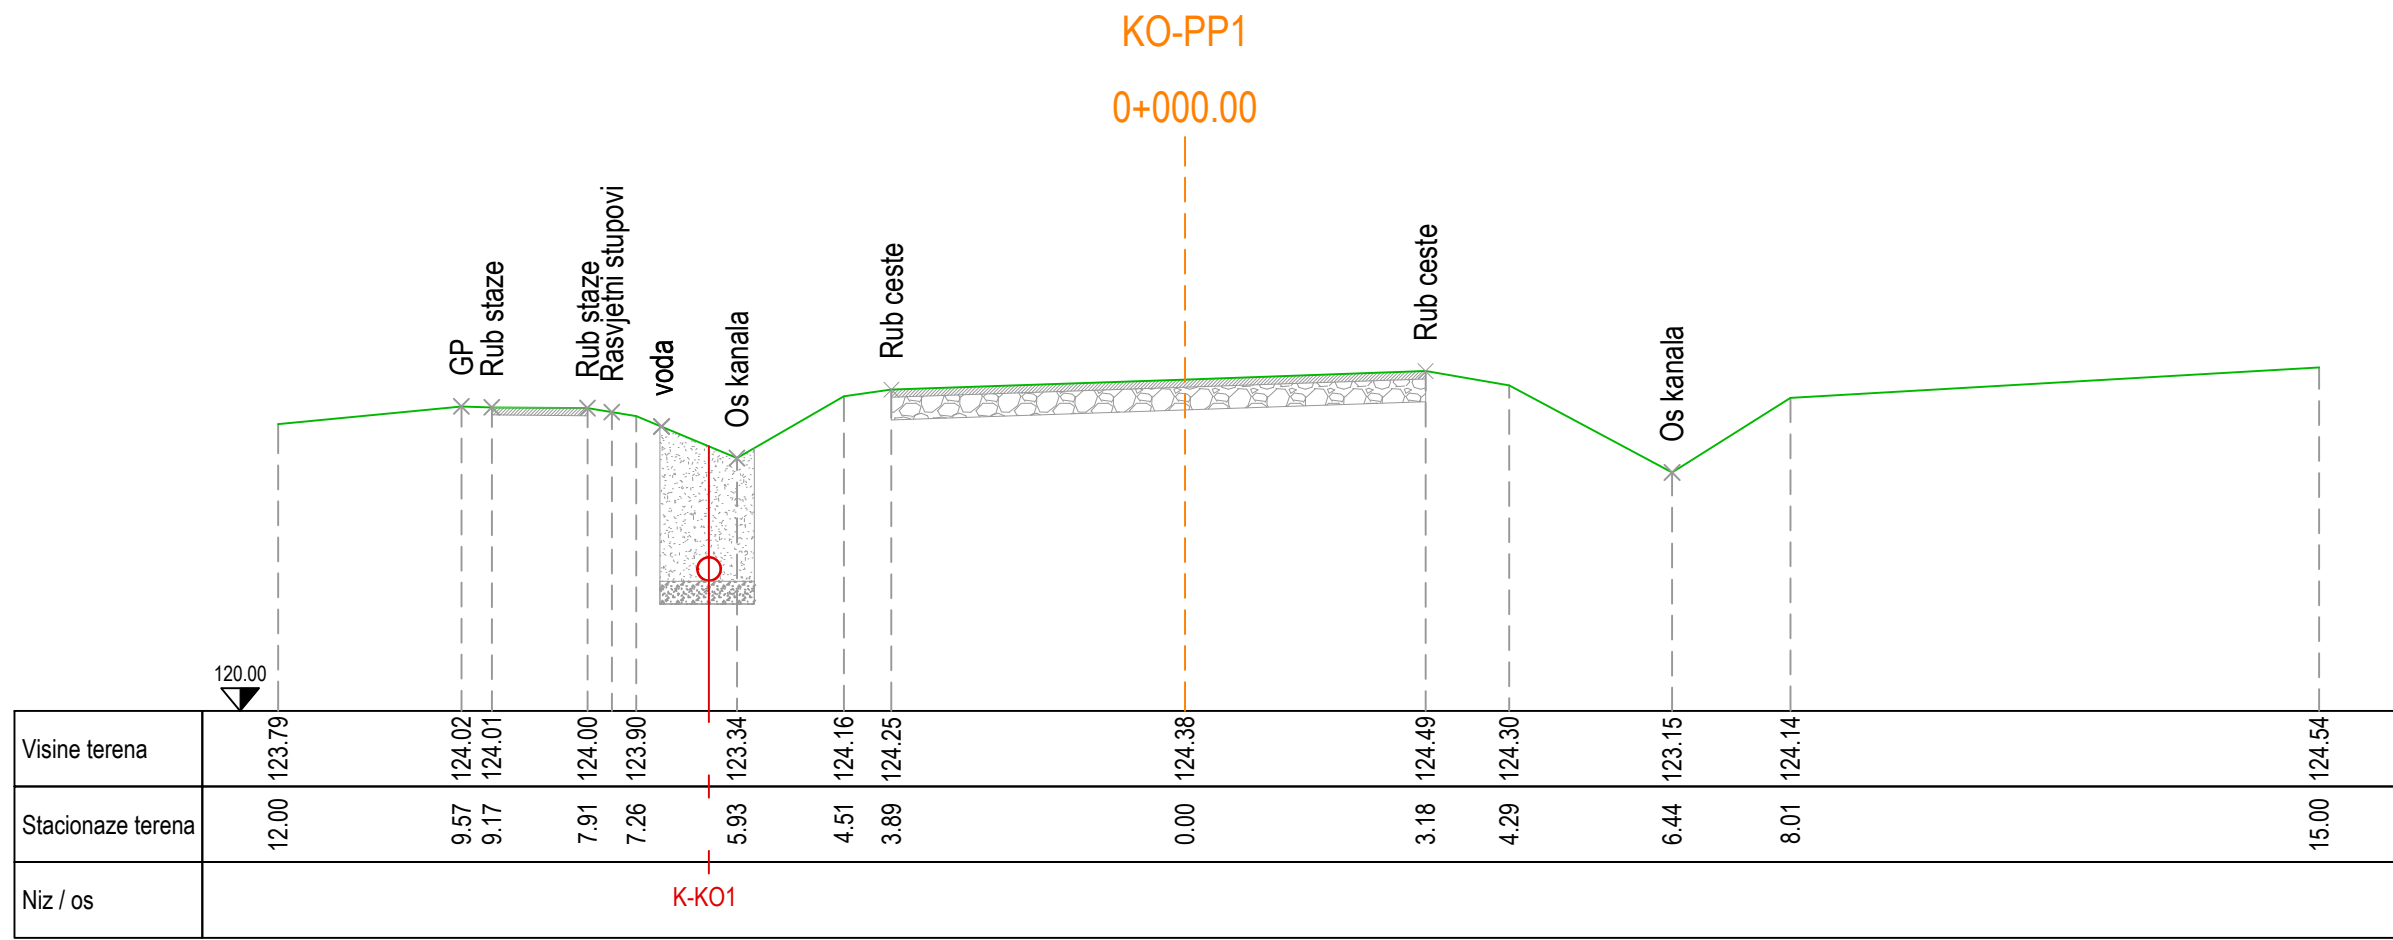 KO-PP1
0+000.00
GP
Rub staze
Rub staze
Rasvjetni stupovi
voda
Os kanala
Rub ceste
Rub ceste
Os kanala
120.00
Visine terena
123.79
124.02
124.01
124.00
123.90
123.34
124.16
124.25
124.38
124.49
124.30
123.15
124.14
124.54
Stacionaze terena
12.00
9.57
9.17
7.91
7.26
5.93
4.51
3.89
0.00
3.18
4.29
6.44
8.01
15.00
Niz / os
K-KO1